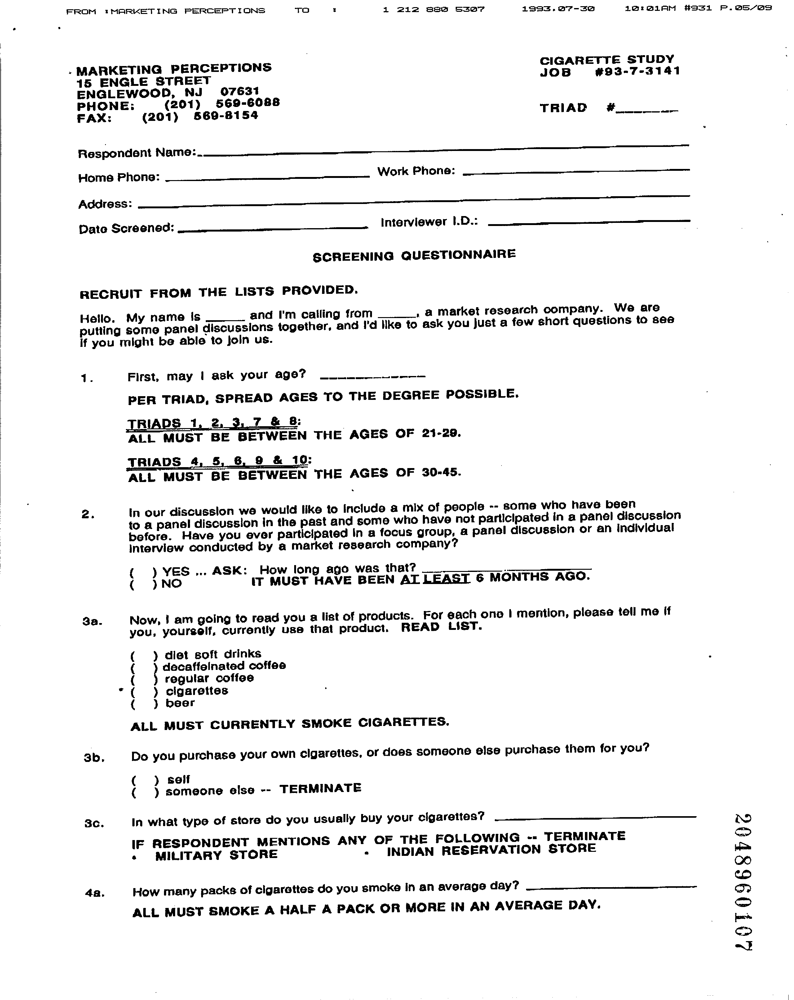 FROM :MARKETING PERCEPTIONS TO : 1 212 880 5307 1993.07-30 10:01AM #931 P.05/09
MARKETING PERCEPTIONS
15 ENGLE STREET
ENGLEWOOD, NJ 07631
PHONE: (201) 569-6088
FAX: (201) 569-8154
CIGARETTE STUDY
JOB #93-7-3141
TRIAD #________
Respondent Name:________
Home Phone: ________ Work Phone: ________
Address: ________
Date Screened: ________ Interviewer I.D.: ________
SCREENING QUESTIONNAIRE
RECRUIT FROM THE LISTS PROVIDED.
Hello. My name is _____ and I'm calling from _____, a market research company. We are
putting some panel discussions together, and I'd like to ask you just a few short questions to see
if you might be able to join us.
1. First, may I ask your age? ____________
PER TRIAD, SPREAD AGES TO THE DEGREE POSSIBLE.
TRIADS 1, 2, 3, 7 & 8:
ALL MUST BE BETWEEN THE AGES OF 21-29.
TRIADS 4, 5, 6, 9 & 10:
ALL MUST BE BETWEEN THE AGES OF 30-45.
2. In our discussion we would like to include a mix of people -- some who have been
to a panel discussion in the past and some who have not participated in a panel discussion
before. Have you ever participated in a focus group, a panel discussion or an individual
interview conducted by a market research company?
( ) YES ... ASK: How long ago was that? ____________
( ) NO IT MUST HAVE BEEN AT LEAST 6 MONTHS AGO.
3a. Now, I am going to read you a list of products. For each one I mention, please tell me if
you, yourself, currently use that product. READ LIST.
( ) diet soft drinks
( ) decaffeinated coffee
( ) regular coffee
* ( ) cigarettes
( ) beer
ALL MUST CURRENTLY SMOKE CIGARETTES.
3b. Do you purchase your own cigarettes, or does someone else purchase them for you?
( ) self
( ) someone else -- TERMINATE
3c. In what type of store do you usually buy your cigarettes? ____________
IF RESPONDENT MENTIONS ANY OF THE FOLLOWING -- TERMINATE
• MILITARY STORE • INDIAN RESERVATION STORE
4a. How many packs of cigarettes do you smoke in an average day? ____________
ALL MUST SMOKE A HALF A PACK OR MORE IN AN AVERAGE DAY.
2048960107